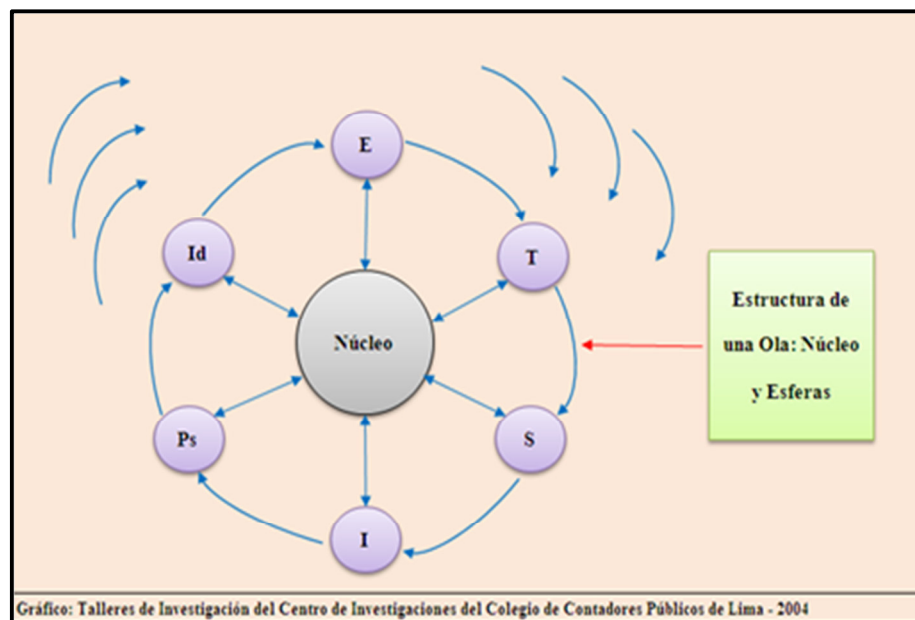 E
Id
T
Núcleo
Estructura de
una Ola: Núcleo
y Esferas
Ps
S
I
Gráfico: Talleres de Investigación del Centro de Investigaciones del Colegio de Contadores Públicos de Lima - 2004